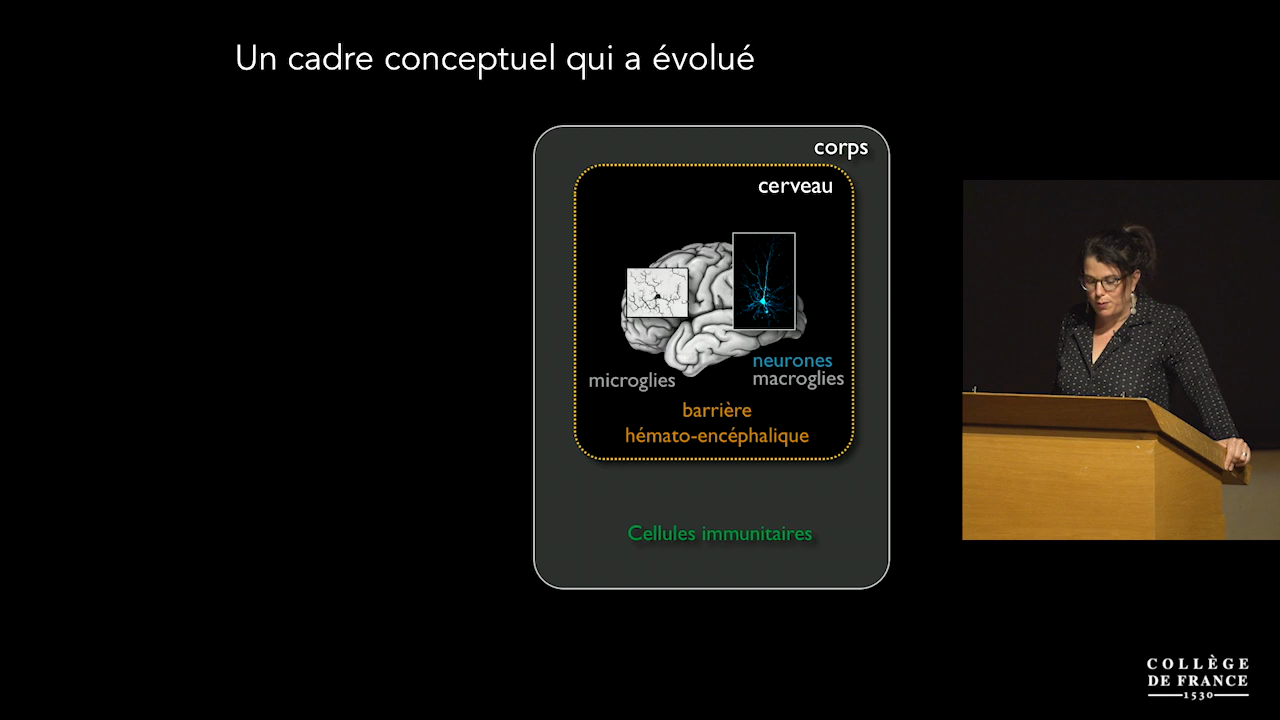 Un cadre conceptuel qui a évolué
corps
cerveau
neurones
microglies
macroglies
barrière
hémato-encéphalique
Cellules immunitaires
COLLÈGE
DE FRANCE
1530